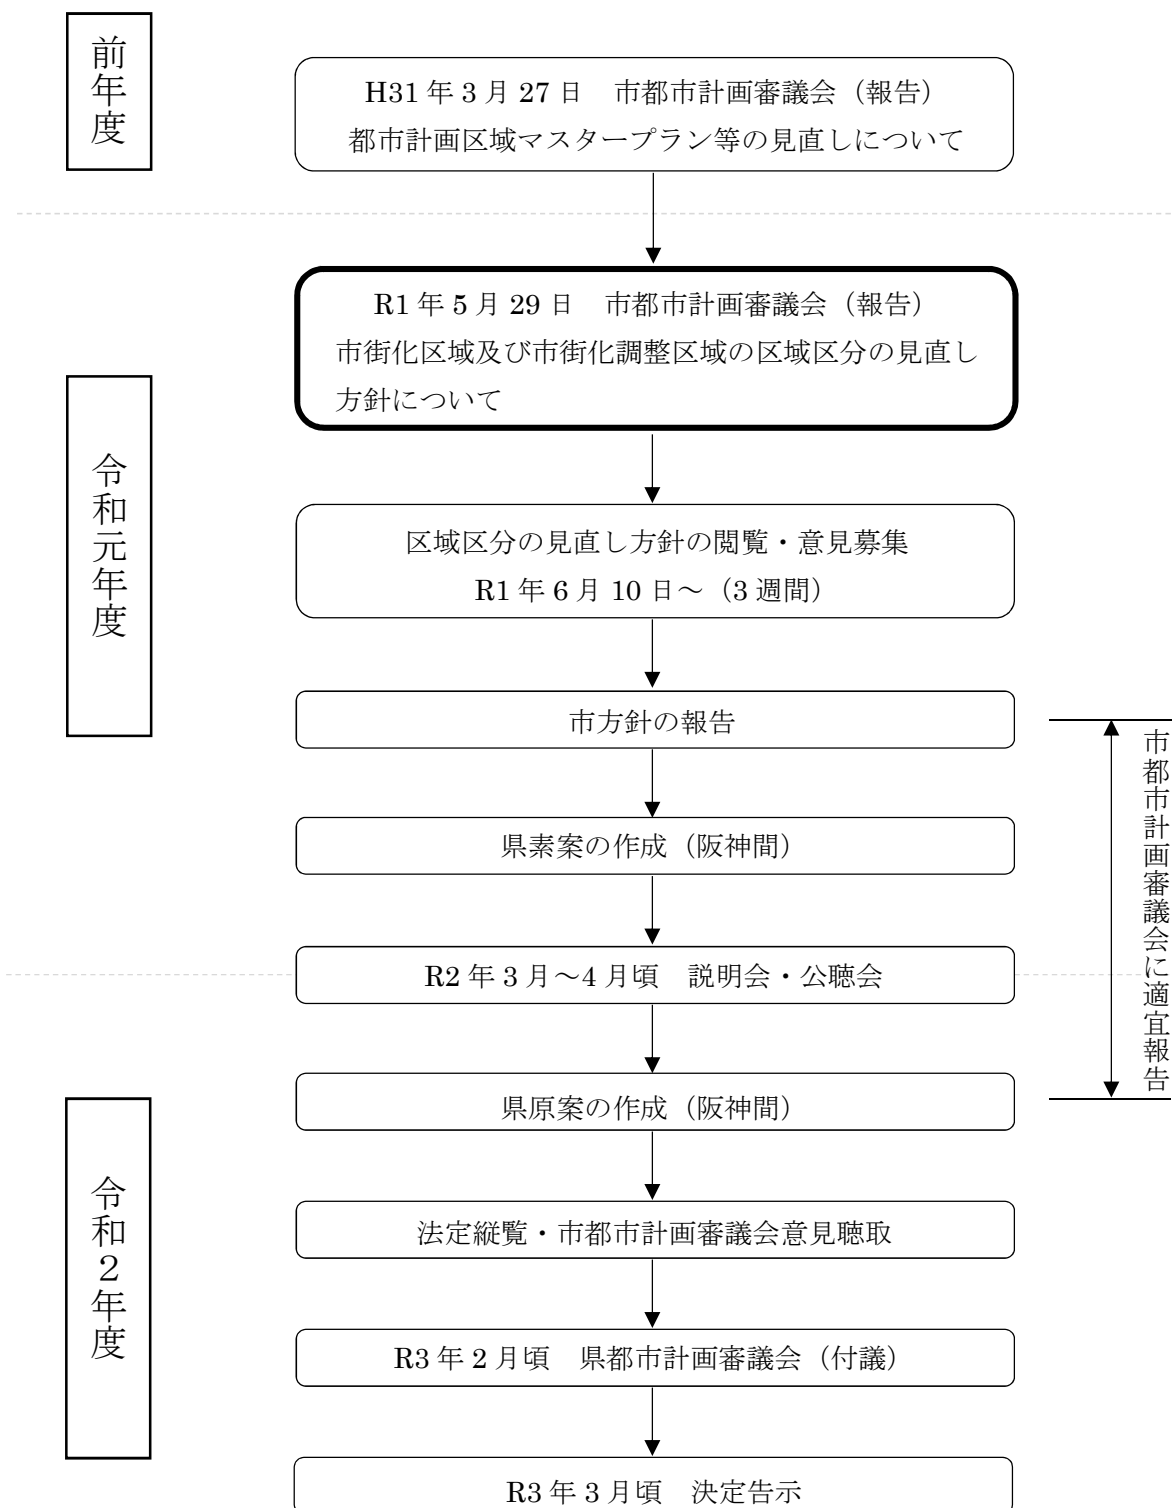 前年度
H31年3月27日　市都市計画審議会（報告）
都市計画区域マスタープラン等の見直しについて
令和元年度
R1年5月29日　市都市計画審議会（報告）
市街化区域及び市街化調整区域の区域区分の見直し
方針について
区域区分の見直し方針の閲覧・意見募集
R1年6月10日～（3週間）
市方針の報告
県素案の作成（阪神間）
R2年3月～4月頃　説明会・公聴会
市都市計画審議会に適宜報告
令和２年度
県原案の作成（阪神間）
法定縦覧・市都市計画審議会意見聴取
R3年2月頃　県都市計画審議会（付議）
R3年3月頃　決定告示